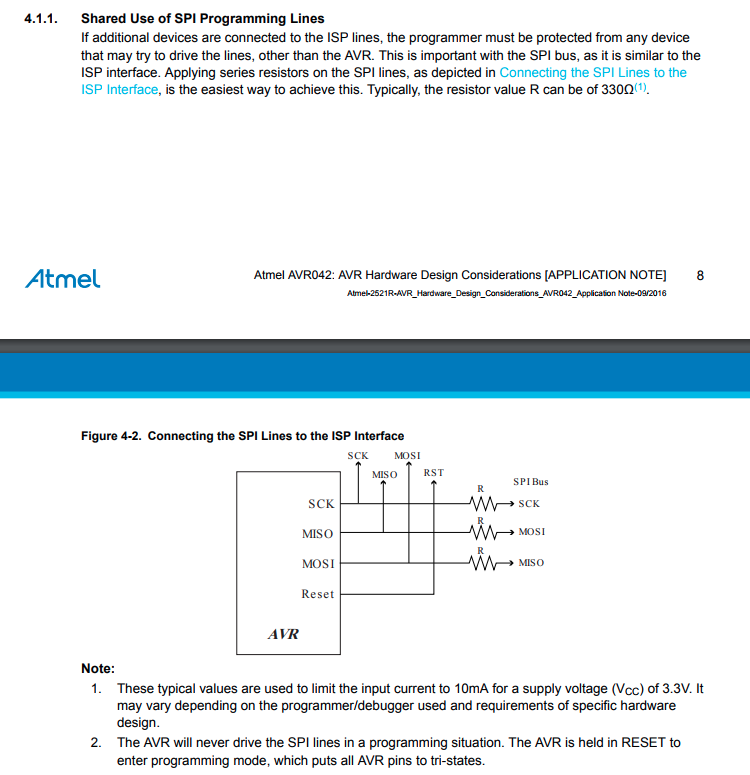 4.1.1. Shared Use of SPI Programming Lines
If additional devices are connected to the ISP lines, the programmer must be protected from any device
that may try to drive the lines, other than the AVR. This is important with the SPI bus, as it is similar to the
ISP interface. Applying series resistors on the SPI lines, as depicted in Connecting the SPI Lines to the
ISP Interface, is the easiest way to achieve this. Typically, the resistor value R can be of 330Ω(1).
Atmel
Atmel AVR042: AVR Hardware Design Considerations [APPLICATION NOTE] 8
Atmel-2521R-AVR_Hardware_Design_Considerations_AVR042_Application Note-09/2016
Figure 4-2. Connecting the SPI Lines to the ISP Interface
SCK MOSI
MISO RST
SPI Bus
R
SCK SCK
R
MISO MOSI
R
MOSI MISO
Reset
AVR
Note:
1. These typical values are used to limit the input current to 10mA for a supply voltage (VCC) of 3.3V. It
may vary depending on the programmer/debugger used and requirements of specific hardware
design.
2. The AVR will never drive the SPI lines in a programming situation. The AVR is held in RESET to
enter programming mode, which puts all AVR pins to tri-states.